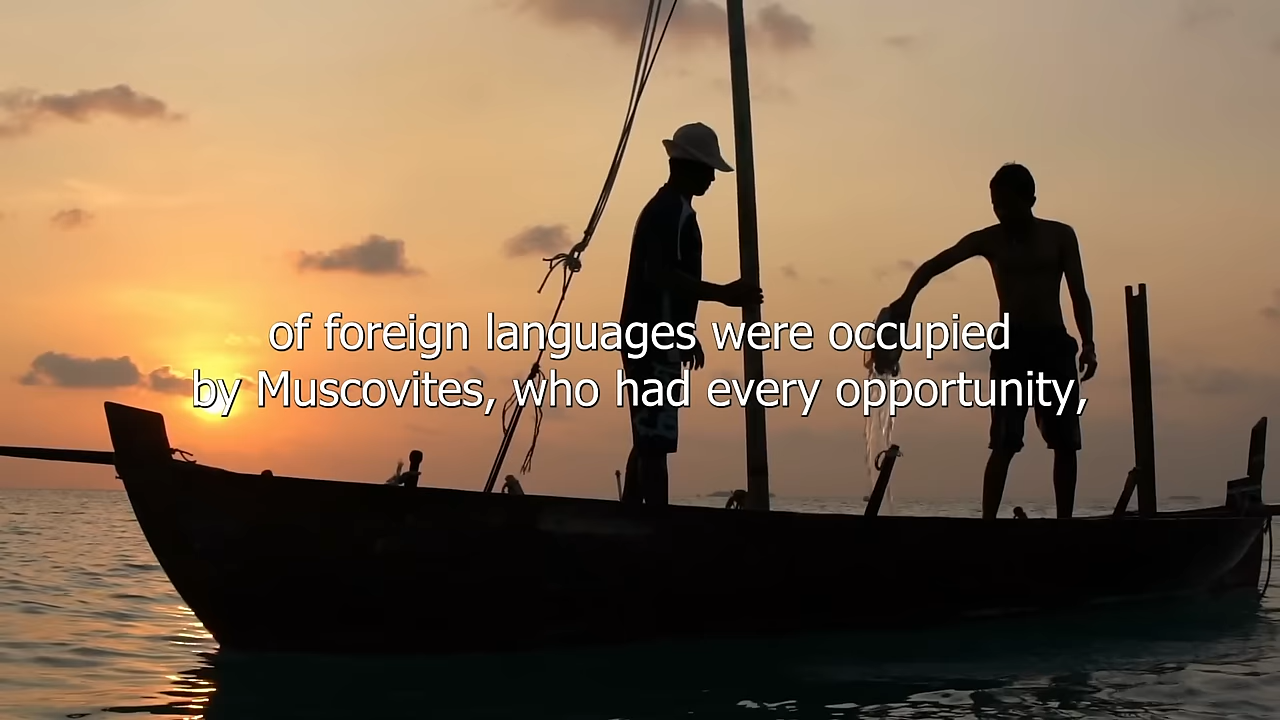 of foreign languages were occupied
by Muscovites, who had every opportunity,